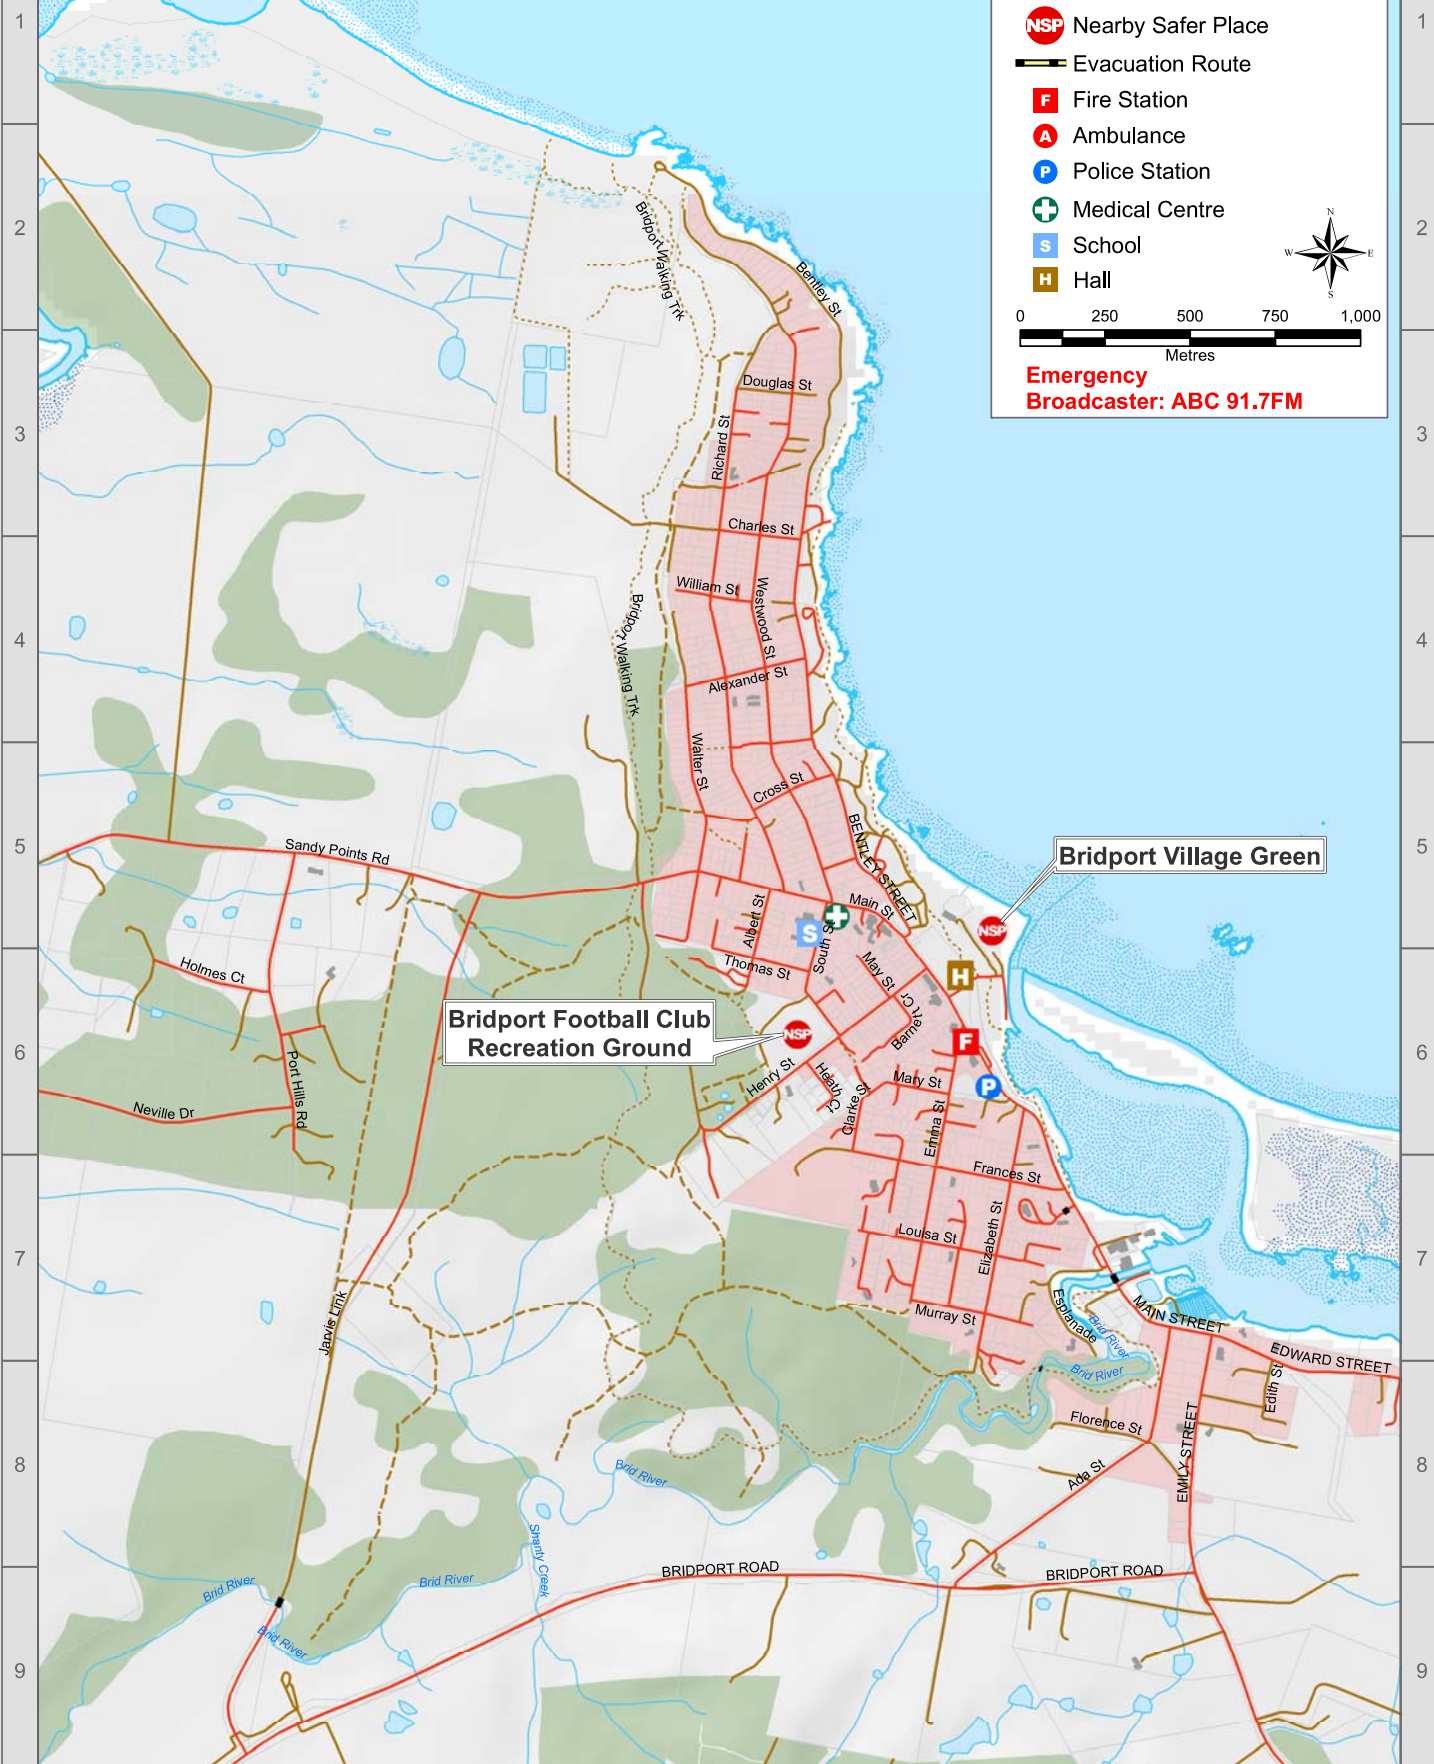 1
1
NSP Nearby Safer Place
Evacuation Route
F Fire Station
A Ambulance
P Police Station
Medical Centre
S School
H Hall
N
W
E
S
0 250 500 750 1,000
Metres
Emergency
Broadcaster: ABC 91.7FM
2
2
Bridport Walking Trk
Bentley St
Douglas St
3
3
Richard St
Charles St
William St
Westwood St
4
4
Bridport Walking Trk
Alexander St
Walter St
Cross St
BENTLEY STREET
5
5
Sandy Points Rd
Bridport Village Green
Main St
NSP
Albert St
S
South St
Thomas St
May St
H
Holmes Ct
Barnett Cr
Bridport Football Club
Recreation Ground
NSP
F
6
6
Port Hills Rd
Henry St
Heath Ct
Mary St
P
Neville Dr
Clarke St
Emma St
Frances St
Elizabeth St
Louisa St
7
7
Jarvis Link
Murray St
Esplanade
Brid River
MAIN STREET
EDWARD STREET
Brid River
Edith St
Florence St
EMILY STREET
8
8
Brid River
Ada St
Shanty Creek
BRIDPORT ROAD
BRIDPORT ROAD
Brid River
Brid River
Brid River
9
9